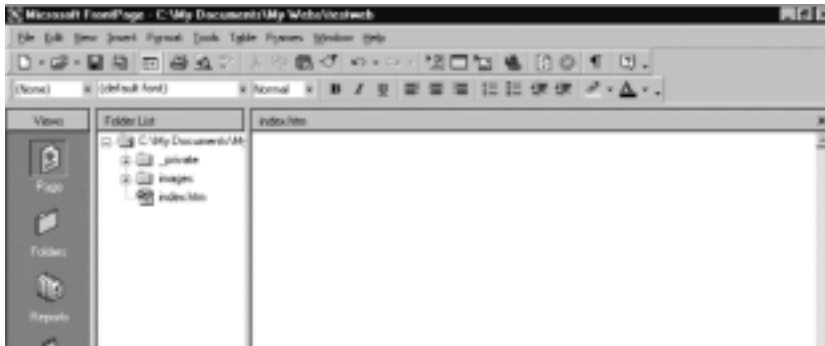 Microsoft FrontPage - C:\My Documents\My Webs\testweb
File Edit View Insert Format Tools Table Frames Window Help
(None) (default font) Normal B I U A
Views Folder List index.htm
C:\My Documents\My
_private
Page
images
index.htm
Folders
Reports